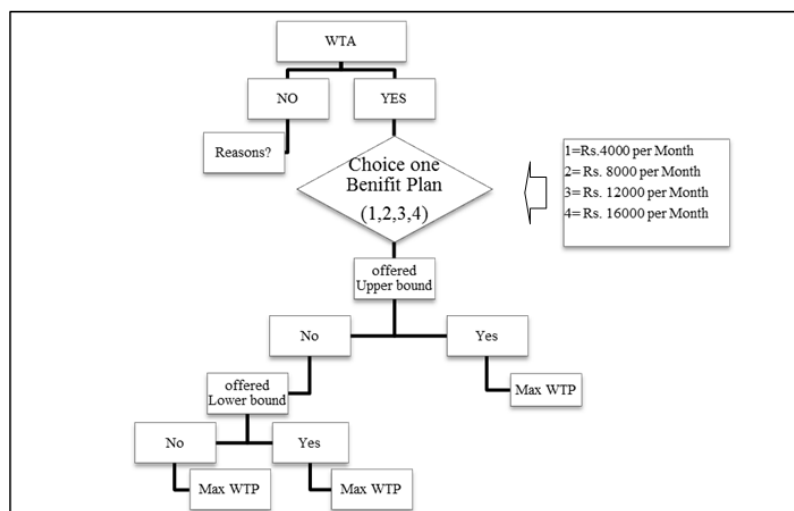 WTA
NO
YES
Reasons?
Choice one
Benifit Plan
(1,2,3,4)
1=Rs.4000 per Month
2= Rs. 8000 per Month
3= Rs. 12000 per Month
4= Rs. 16000 per Month
offered
Upper bound
No
Yes
offered
Lower bound
Max WTP
No
Yes
Max WTP
Max WTP